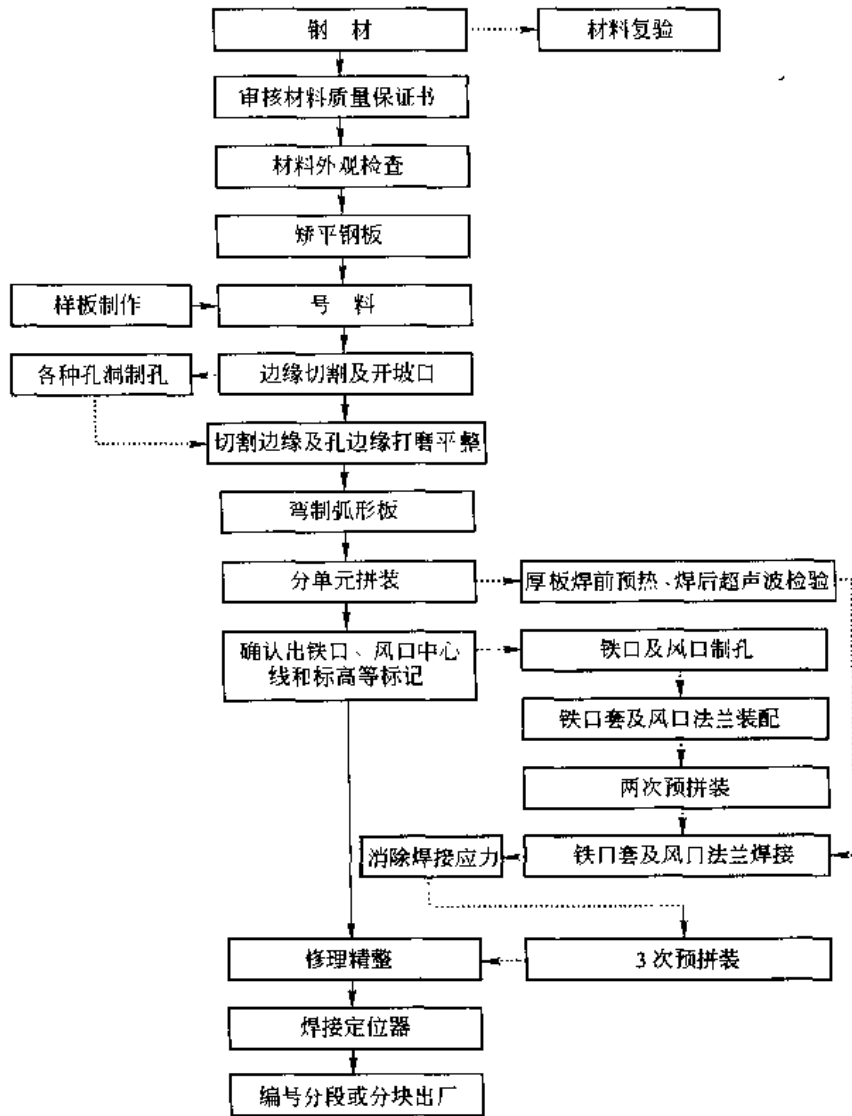 钢 材
材料复验
审核材料质量保证书
材料外观检查
矫平钢板
样板制作
号 料
各种孔洞制孔
边缘切割及开坡口
切割边缘及孔边缘打磨平整
弯制弧形板
分单元拼装
厚板焊前预热、焊后超声波检验
确认出铁口、风口中心
线和标高等标记
铁口及风口制孔
铁口套及风口法兰装配
两次预拼装
消除焊接应力
铁口套及风口法兰焊接
修理精整
3次预拼装
焊接定位器
编号分段或分块出厂